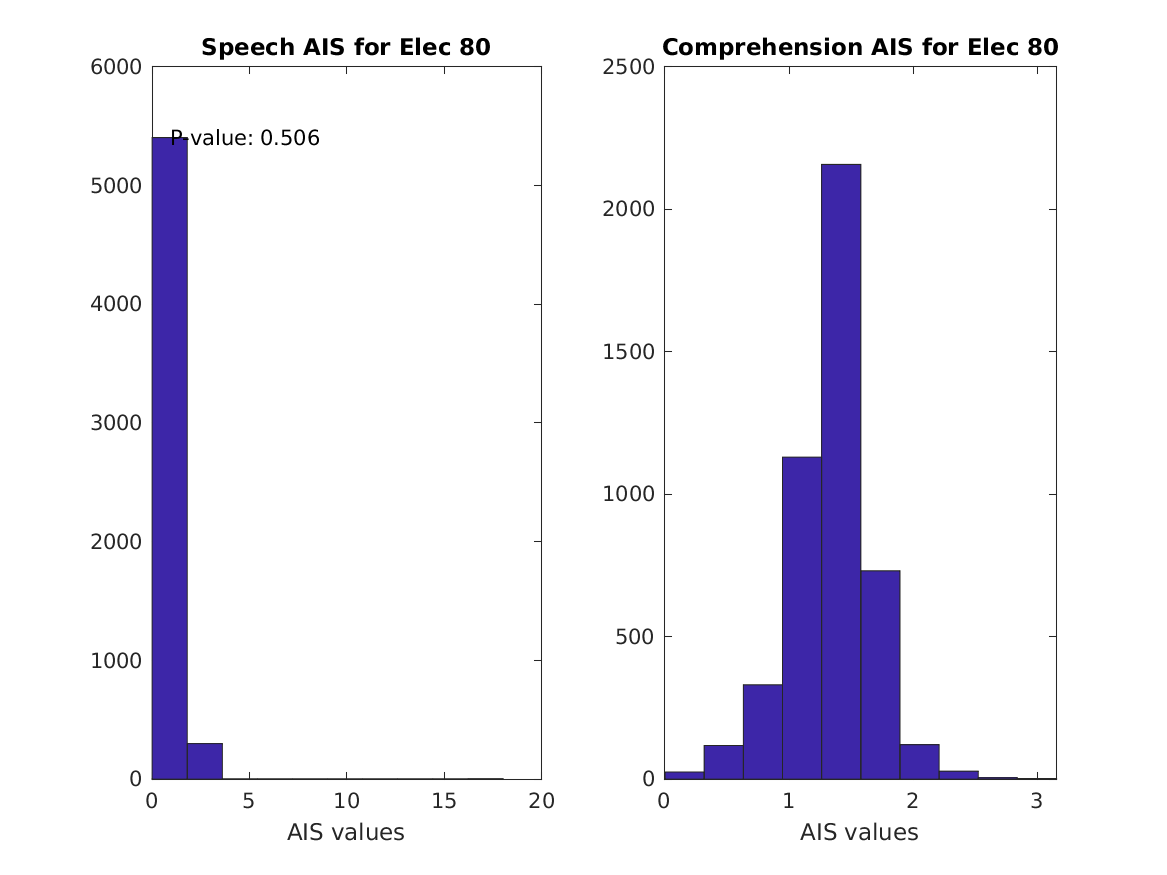 Speech AIS for Elec 80
6000
5000
4000
3000
2000
1000
0
P-value: 0.506
0 5 10 15 20
AIS values
Comprehension AIS for Elec 80
2500
2000
1500
1000
500
0
0 1 2 3
AIS values